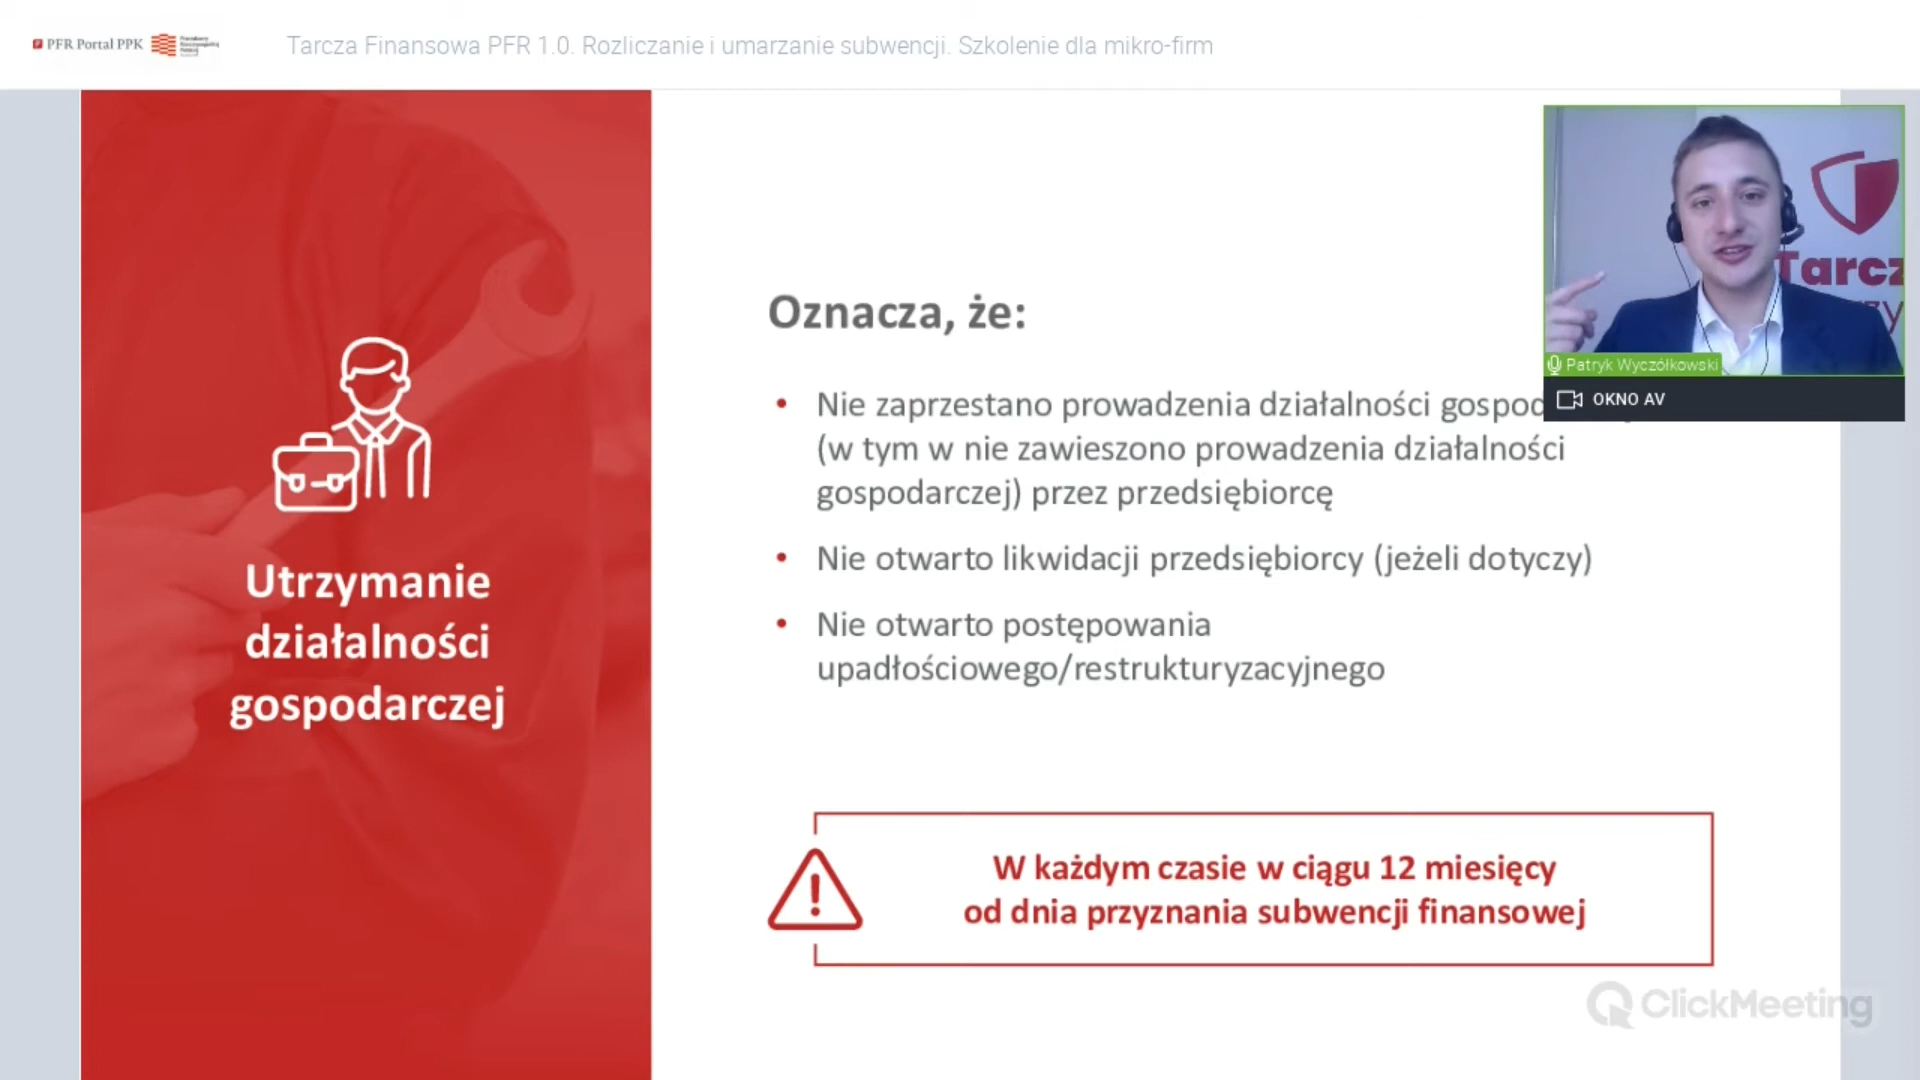 PFR Portal PPK
Tarcza Finansowa PFR 1.0. Rozliczanie i umarzanie subwencji. Szkolenie dla mikro-firm
Tarcz
Patryk Wyczółkowski
OKNO AV
Utrzymanie
działalności
gospodarczej
Oznacza, że:
• Nie zaprzestano prowadzenia działalności gospod
(w tym w nie zawieszono prowadzenia działalności
gospodarczej) przez przedsiębiorcę
• Nie otwarto likwidacji przedsiębiorcy (jeżeli dotyczy)
• Nie otwarto postępowania
upadłościowego/restrukturyzacyjnego
W każdym czasie w ciągu 12 miesięcy
od dnia przyznania subwencji finansowej
ClickMeeting